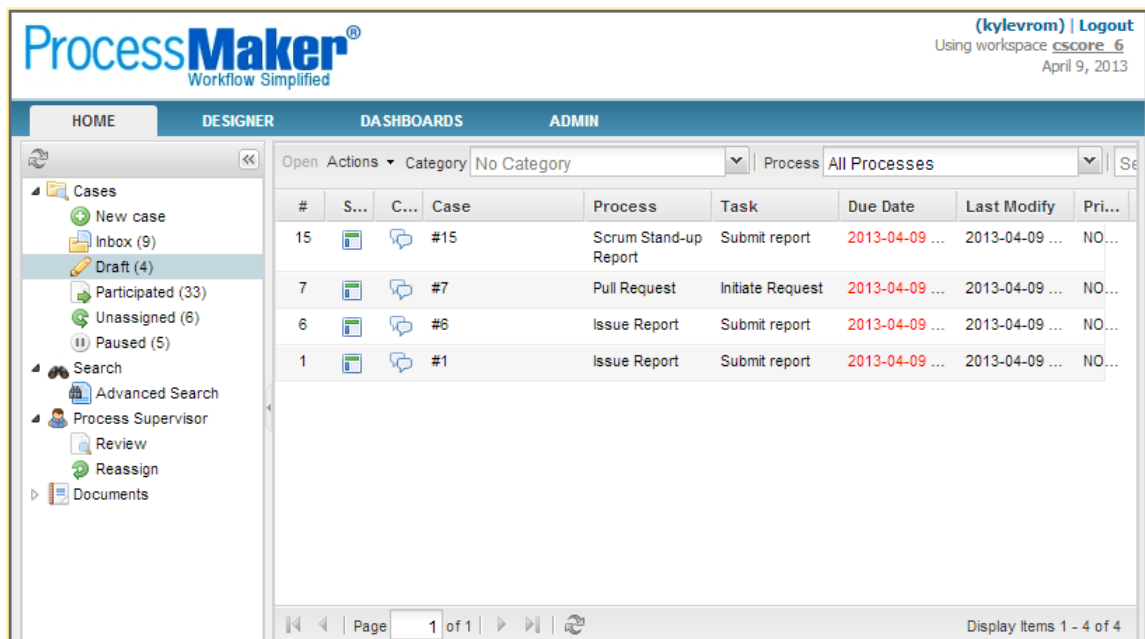 ProcessMaker®
Workflow Simplified
(kylevrom) | Logout
Using workspace cscore_6
April 9, 2013
HOME DESIGNER DASHBOARDS ADMIN
Open Actions Category No Category Process All Processes Se
Cases
New case
Inbox (9)
Draft (4)
Participated (33)
Unassigned (6)
Paused (5)
Search
Advanced Search
Process Supervisor
Review
Reassign
Documents
# S... C... Case Process Task Due Date Last Modify Pri...
15 #15 Scrum Stand-up Submit report 2013-04-09 ... 2013-04-09 ... NO...
Report
7 #7 Pull Request Initiate Request 2013-04-09 ... 2013-04-09 ... NO...
6 #6 Issue Report Submit report 2013-04-09 ... 2013-04-09 ... NO...
1 #1 Issue Report Submit report 2013-04-09 ... 2013-04-09 ... NO...
Page 1 of 1 Display Items 1 - 4 of 4